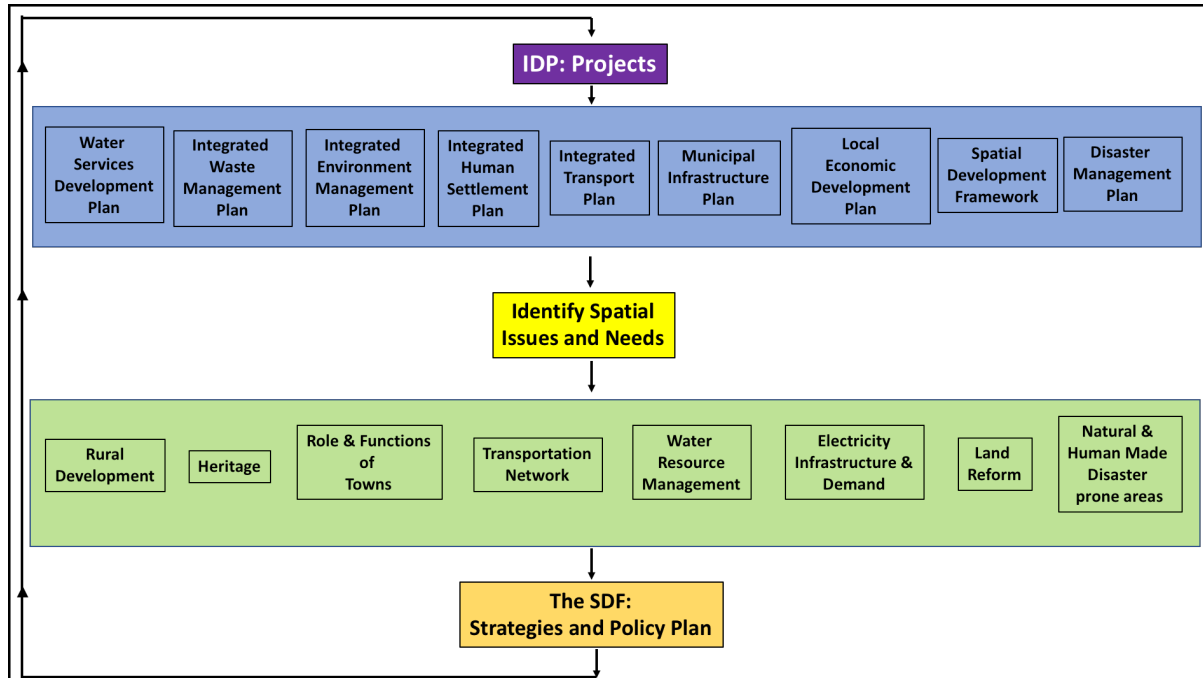 IDP: Projects
Water
Services
Development
Plan
Integrated
Waste
Management
Plan
Integrated
Environment
Management
Plan
Integrated
Human
Settlement
Plan
Integrated
Transport
Plan
Municipal
Infrastructure
Plan
Local
Economic
Development
Plan
Spatial
Development
Framework
Disaster
Management
Plan
Identify Spatial
Issues and Needs
Rural
Development
Heritage
Role & Functions
of
Towns
Transportation
Network
Water
Resource
Management
Electricity
Infrastructure &
Demand
Land
Reform
Natural &
Human Made
Disaster
prone areas
The SDF:
Strategies and Policy Plan